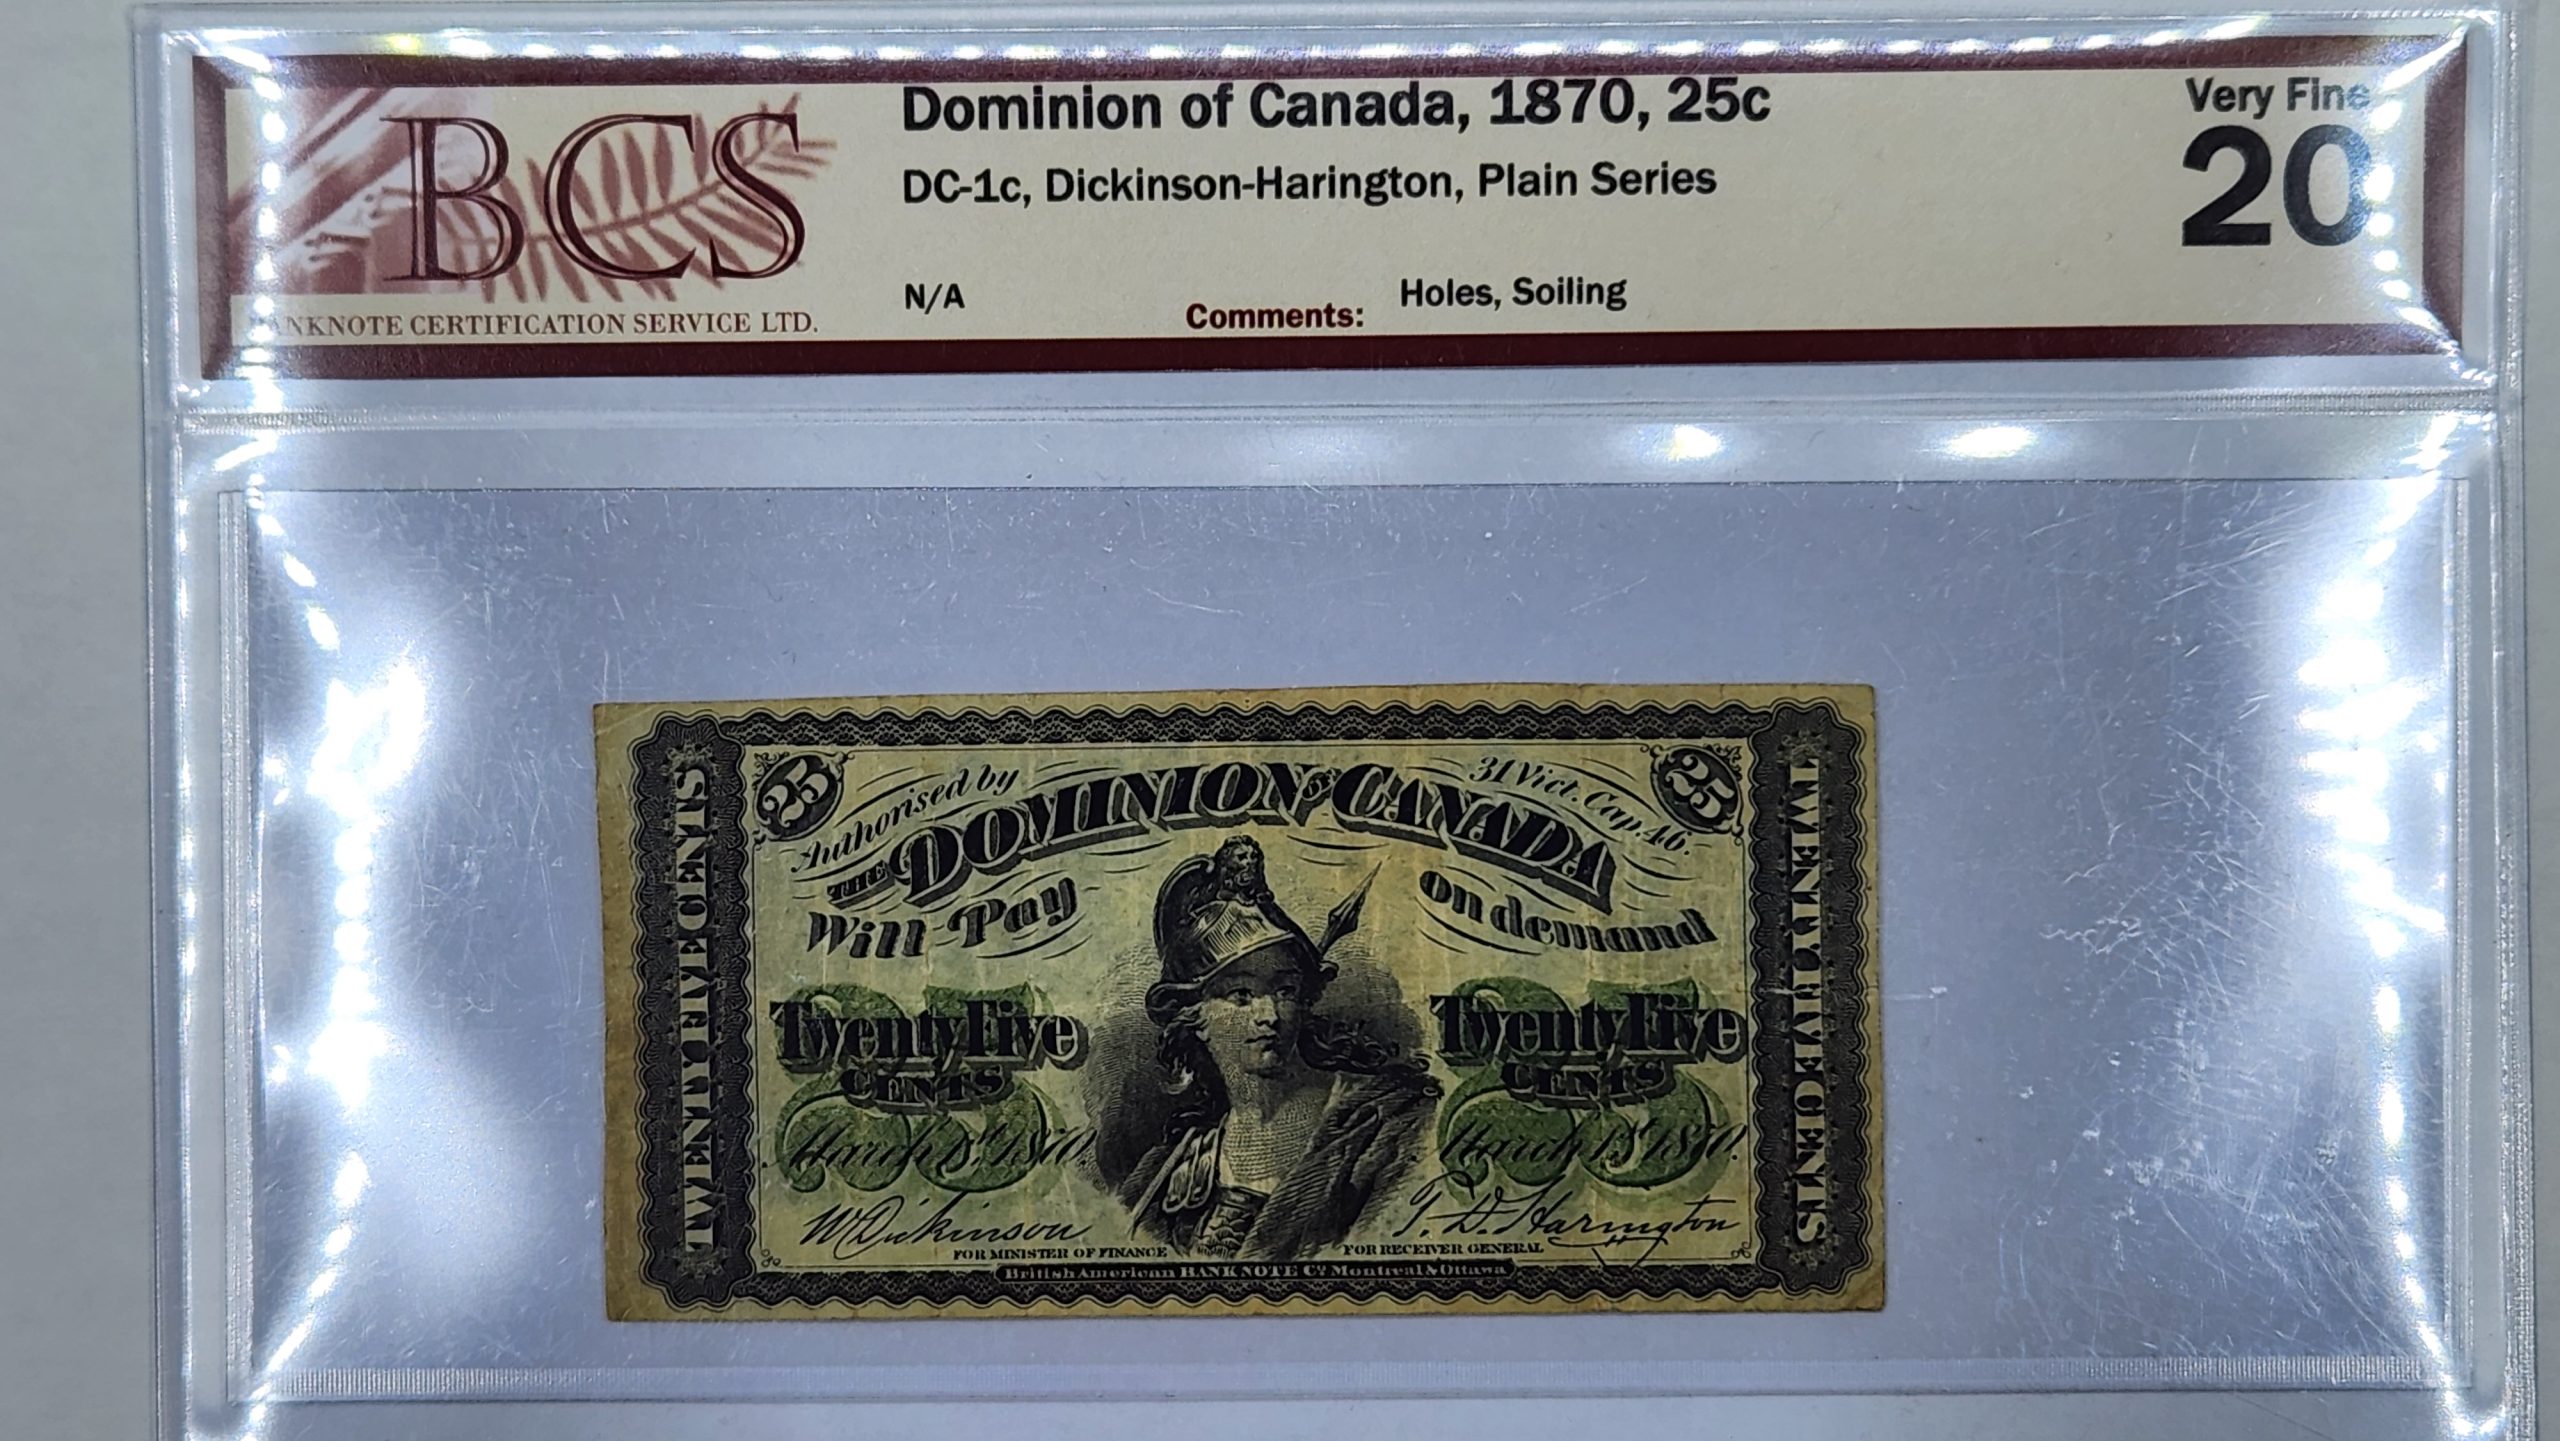 BCS
BANKNOTE CERTIFICATION SERVICE LTD.
Dominion of Canada, 1870, 25c
DC-1c, Dickinson-Harington, Plain Series
N/A
Comments: Holes, Soiling
Very Fine
20
TWENTY FIVE CENTS
25
Authorised by
31 Vict. Cap. 46.
25
THE DOMINION OF CANADA
Will Pay
on demand
Twenty Five
CENTS
25
March 1st 1870.
Twenty Five
CENTS
25
March 1st 1870.
W Dickinson
FOR MINISTER OF FINANCE
T. D. Harington
FOR RECEIVER GENERAL
British American BANK NOTE Co Montreal & Ottawa
TWENTY FIVE CENTS